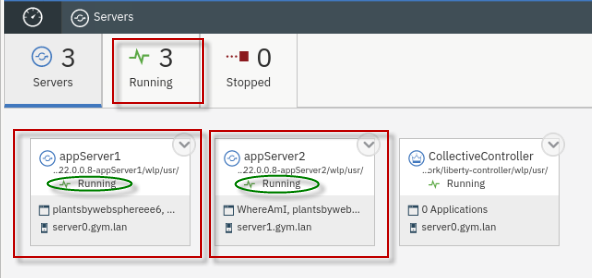 Servers
3
Servers
3
Running
0
Stopped
appServer1
..22.0.0.8-appServer1/wlp/usr/
Running
plantsbywebsphereee6, ...
server0.gym.lan
appServer2
..22.0.0.8-appServer2/wlp/usr/
Running
WhereAmI, plantsbyweb...
server1.gym.lan
CollectiveController
..ork/liberty-controller/wlp/usr/
Running
0 Applications
server0.gym.lan